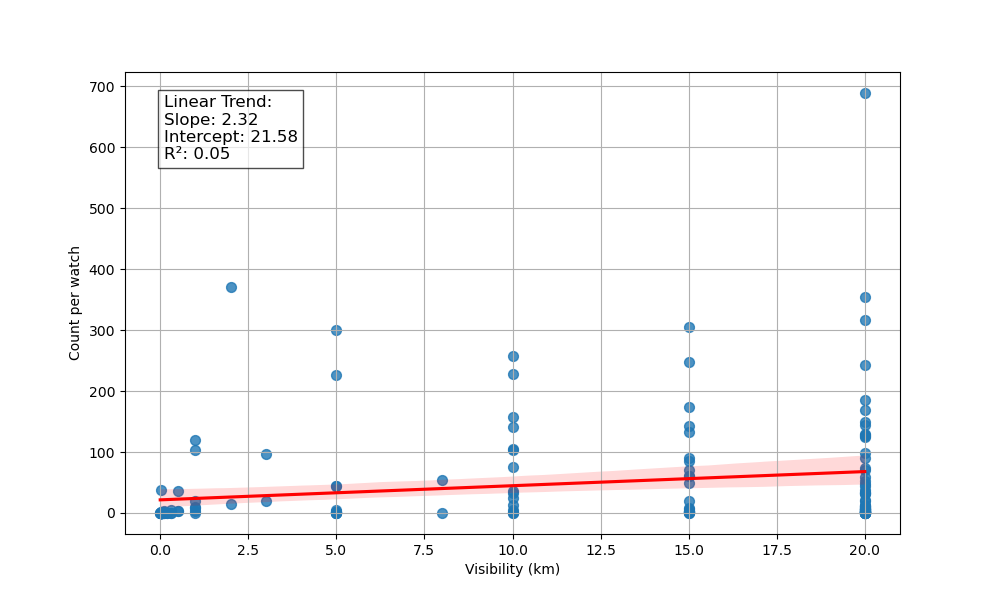 Linear Trend:
Slope: 2.32
Intercept: 21.58
R²: 0.05
700
600
500
400
300
200
100
0
Count per watch
0.0 2.5 5.0 7.5 10.0 12.5 15.0 17.5 20.0
Visibility (km)